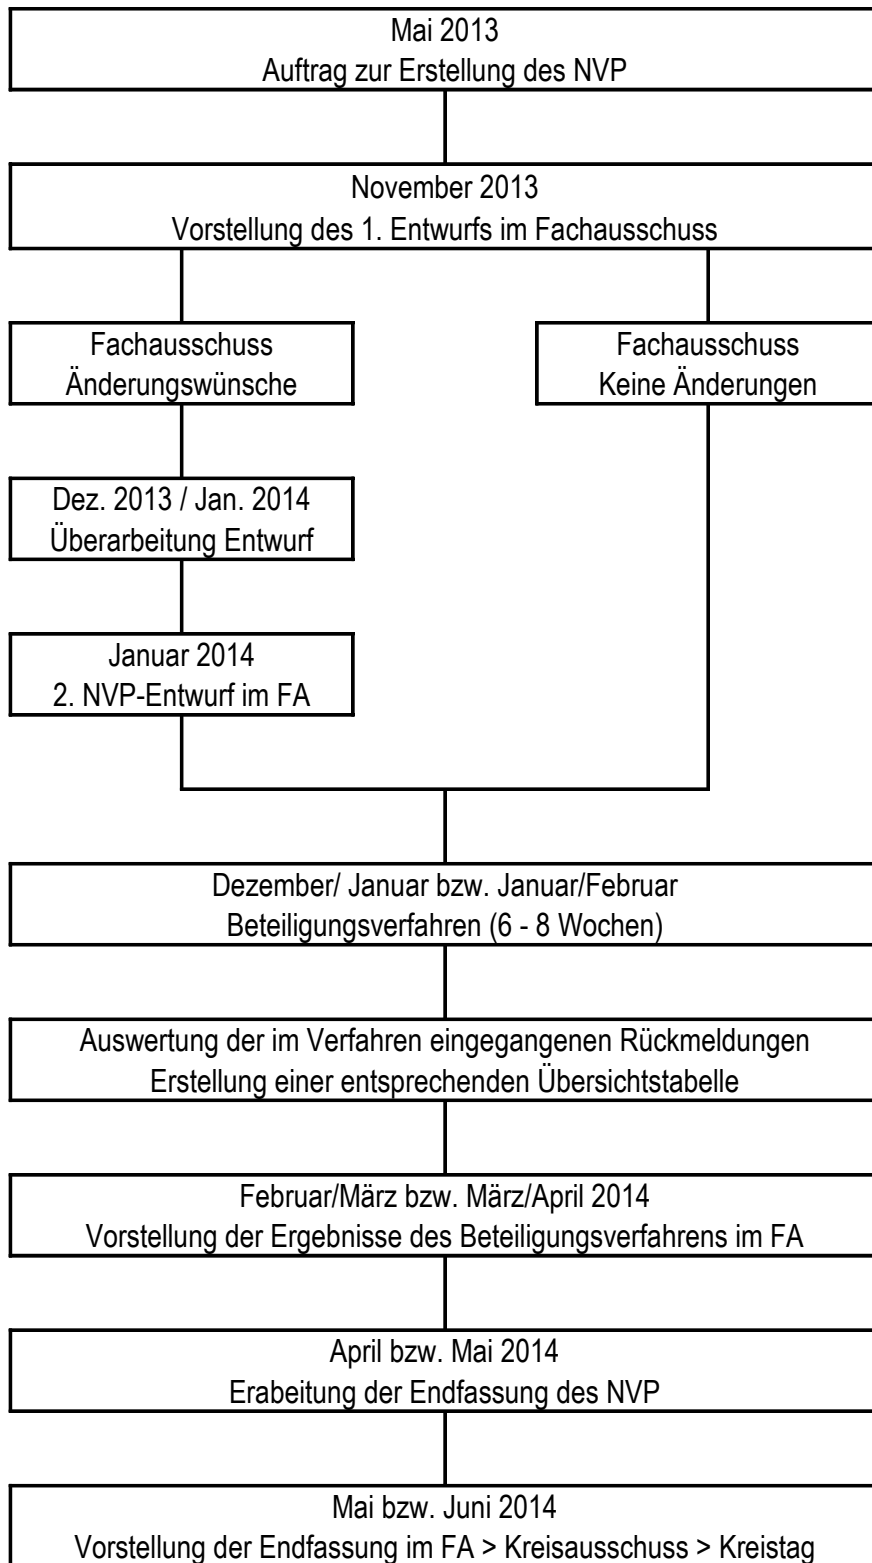 Mai 2013
Auftrag zur Erstellung des NVP
November 2013
Vorstellung des 1. Entwurfs im Fachausschuss
Fachausschuss
Änderungswünsche
Fachausschuss
Keine Änderungen
Dez. 2013 / Jan. 2014
Überarbeitung Entwurf
Januar 2014
2. NVP-Entwurf im FA
Dezember/ Januar bzw. Januar/Februar
Beteiligungsverfahren (6 - 8 Wochen)
Auswertung der im Verfahren eingegangenen Rückmeldungen
Erstellung einer entsprechenden Übersichtstabelle
Februar/März bzw. März/April 2014
Vorstellung der Ergebnisse des Beteiligungsverfahrens im FA
April bzw. Mai 2014
Erabeitung der Endfassung des NVP
Mai bzw. Juni 2014
Vorstellung der Endfassung im FA > Kreisausschuss > Kreistag